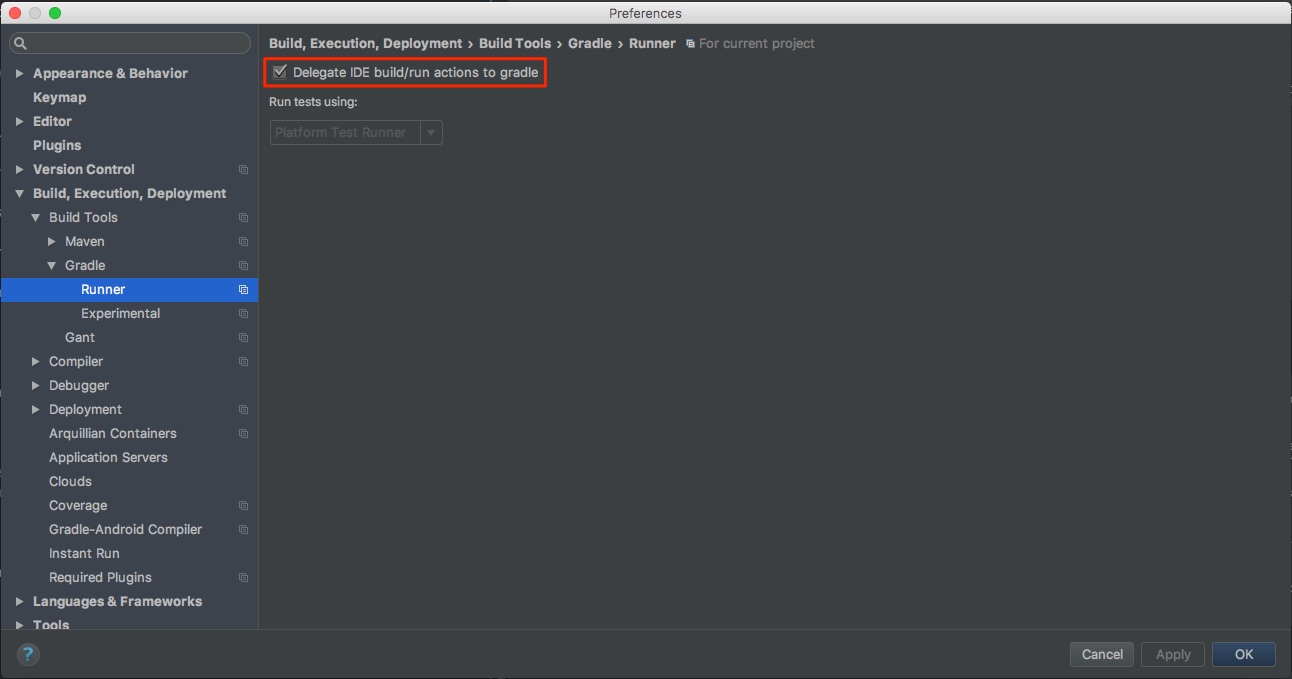 Preferences
Build, Execution, Deployment › Build Tools › Gradle › Runner For current project
Delegate IDE build/run actions to gradle
Run tests using:
Platform Test Runner
Appearance & Behavior
Keymap
Editor
Plugins
Version Control
Build, Execution, Deployment
Build Tools
Maven
Gradle
Runner
Experimental
Gant
Compiler
Debugger
Deployment
Arquillian Containers
Application Servers
Clouds
Coverage
Gradle-Android Compiler
Instant Run
Required Plugins
Languages & Frameworks
Tools
?
Cancel
Apply
OK